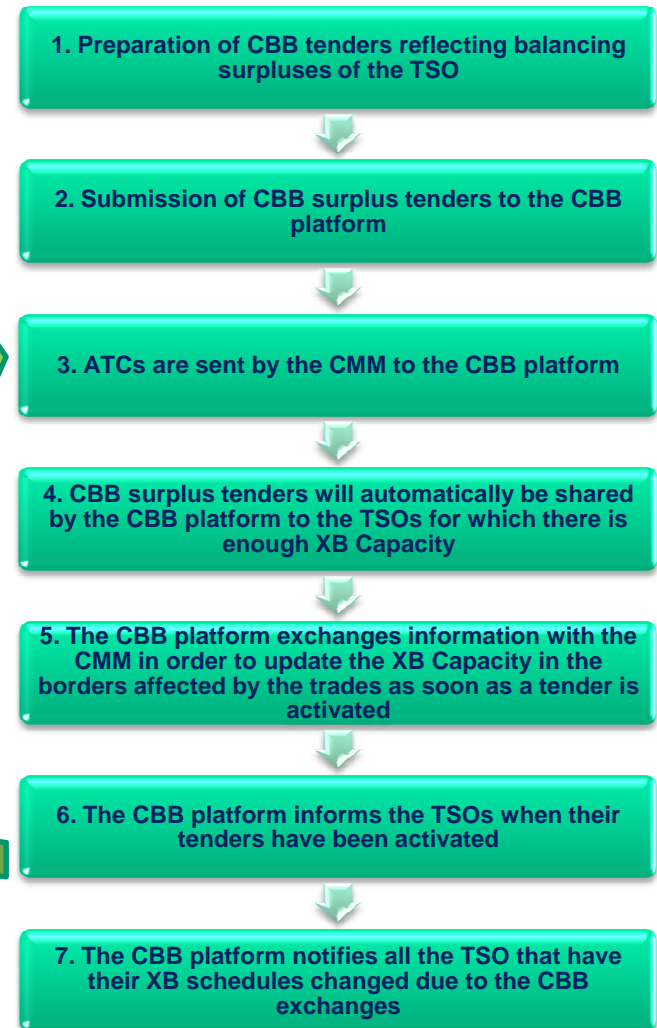 1. Preparation of CBB tenders reflecting balancing
surpluses of the TSO
2. Submission of CBB surplus tenders to the CBB
platform
3. ATCs are sent by the CMM to the CBB platform
4. CBB surplus tenders will automatically be shared
by the CBB platform to the TSOs for which there is
enough XB Capacity
5. The CBB platform exchanges information with the
CMM in order to update the XB Capacity in the
borders affected by the trades as soon as a tender is
activated
6. The CBB platform informs the TSOs when their
tenders have been activated
7. The CBB platform notifies all the TSO that have
their XB schedules changed due to the CBB
exchanges